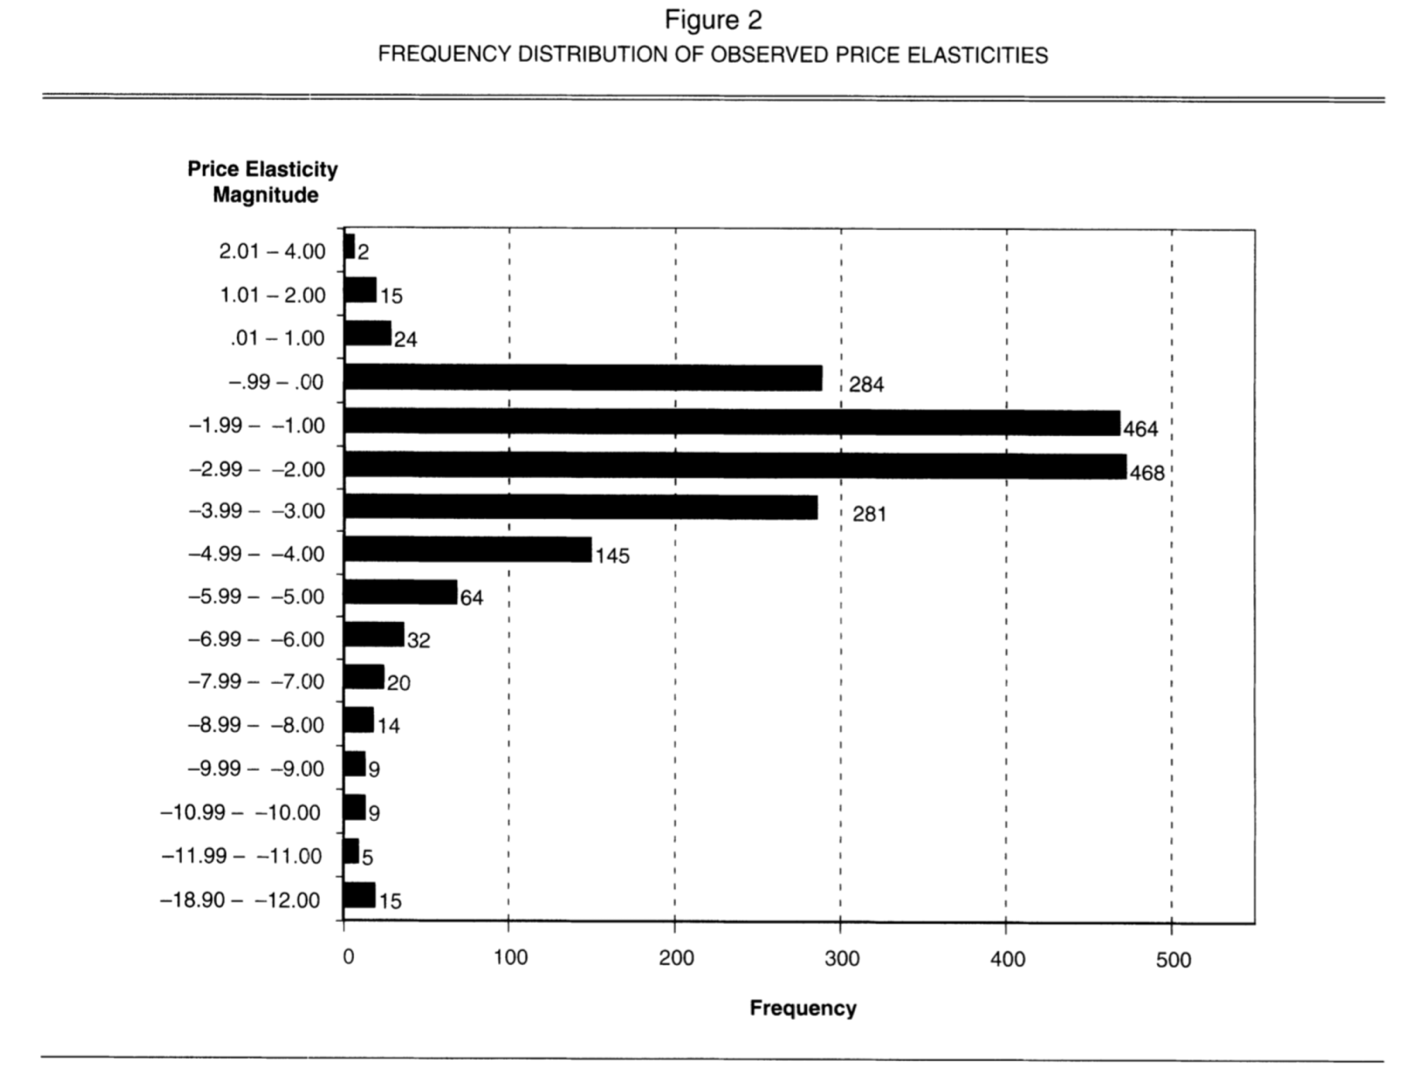 Figure 2
FREQUENCY DISTRIBUTION OF OBSERVED PRICE ELASTICITIES
Price Elasticity
Magnitude
2.01 – 4.00 2
1.01 – 2.00 15
.01 – 1.00 24
–.99 – .00 284
–1.99 – –1.00 464
–2.99 – –2.00 468
–3.99 – –3.00 281
–4.99 – –4.00 145
–5.99 – –5.00 64
–6.99 – –6.00 32
–7.99 – –7.00 20
–8.99 – –8.00 14
–9.99 – –9.00 9
–10.99 – –10.00 9
–11.99 – –11.00 5
–18.90 – –12.00 15
0 100 200 300 400 500
Frequency